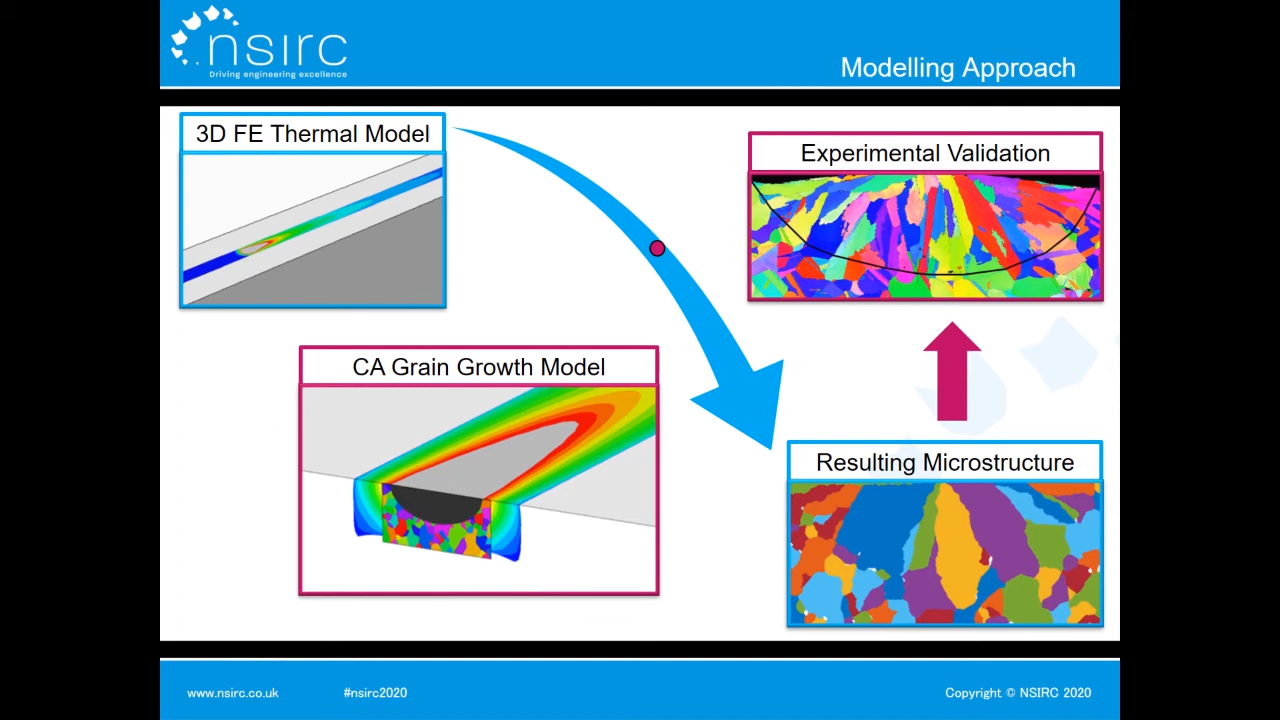 nsirc
Driving engineering excellence
Modelling Approach
3D FE Thermal Model
Experimental Validation
CA Grain Growth Model
Resulting Microstructure
www.nsirc.co.uk
#nsirc2020
Copyright © NSIRC 2020